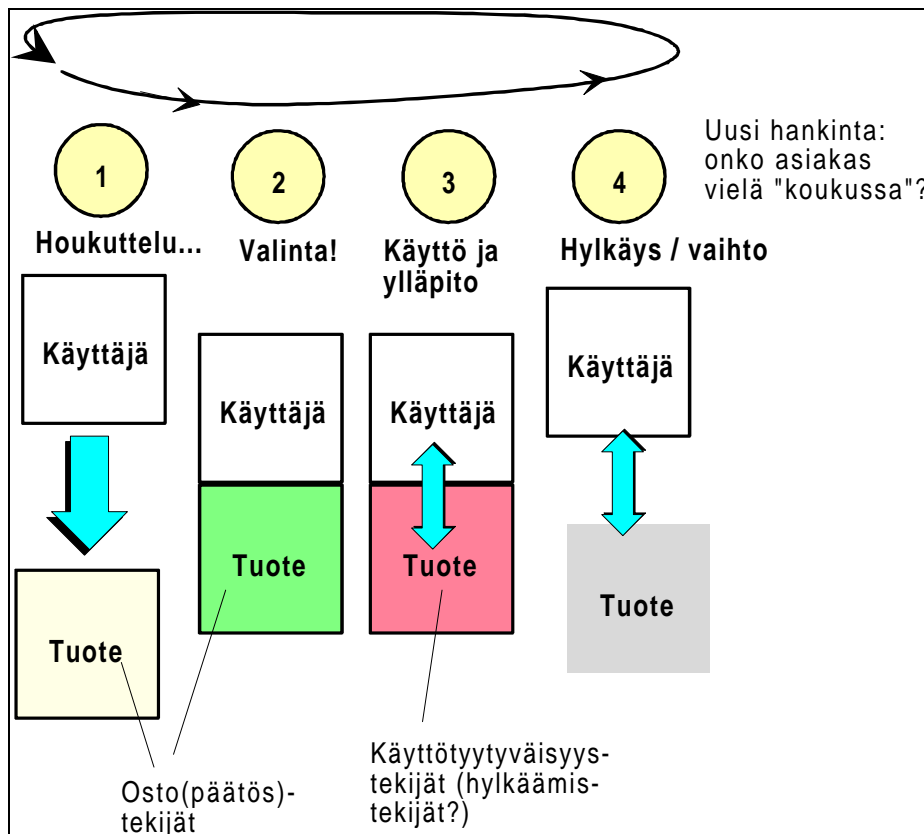 1
2
3
4
Uusi hankinta:
onko asiakas
vielä "koukussa"?
Houkuttelu...
Valinta!
Käyttö ja
ylläpito
Hylkäys / vaihto
Käyttäjä
Käyttäjä
Käyttäjä
Käyttäjä
Tuote
Tuote
Tuote
Tuote
Osto(päätös)-
tekijät
Käyttötyytyväisyys-
tekijät (hylkäämis-
tekijät?)